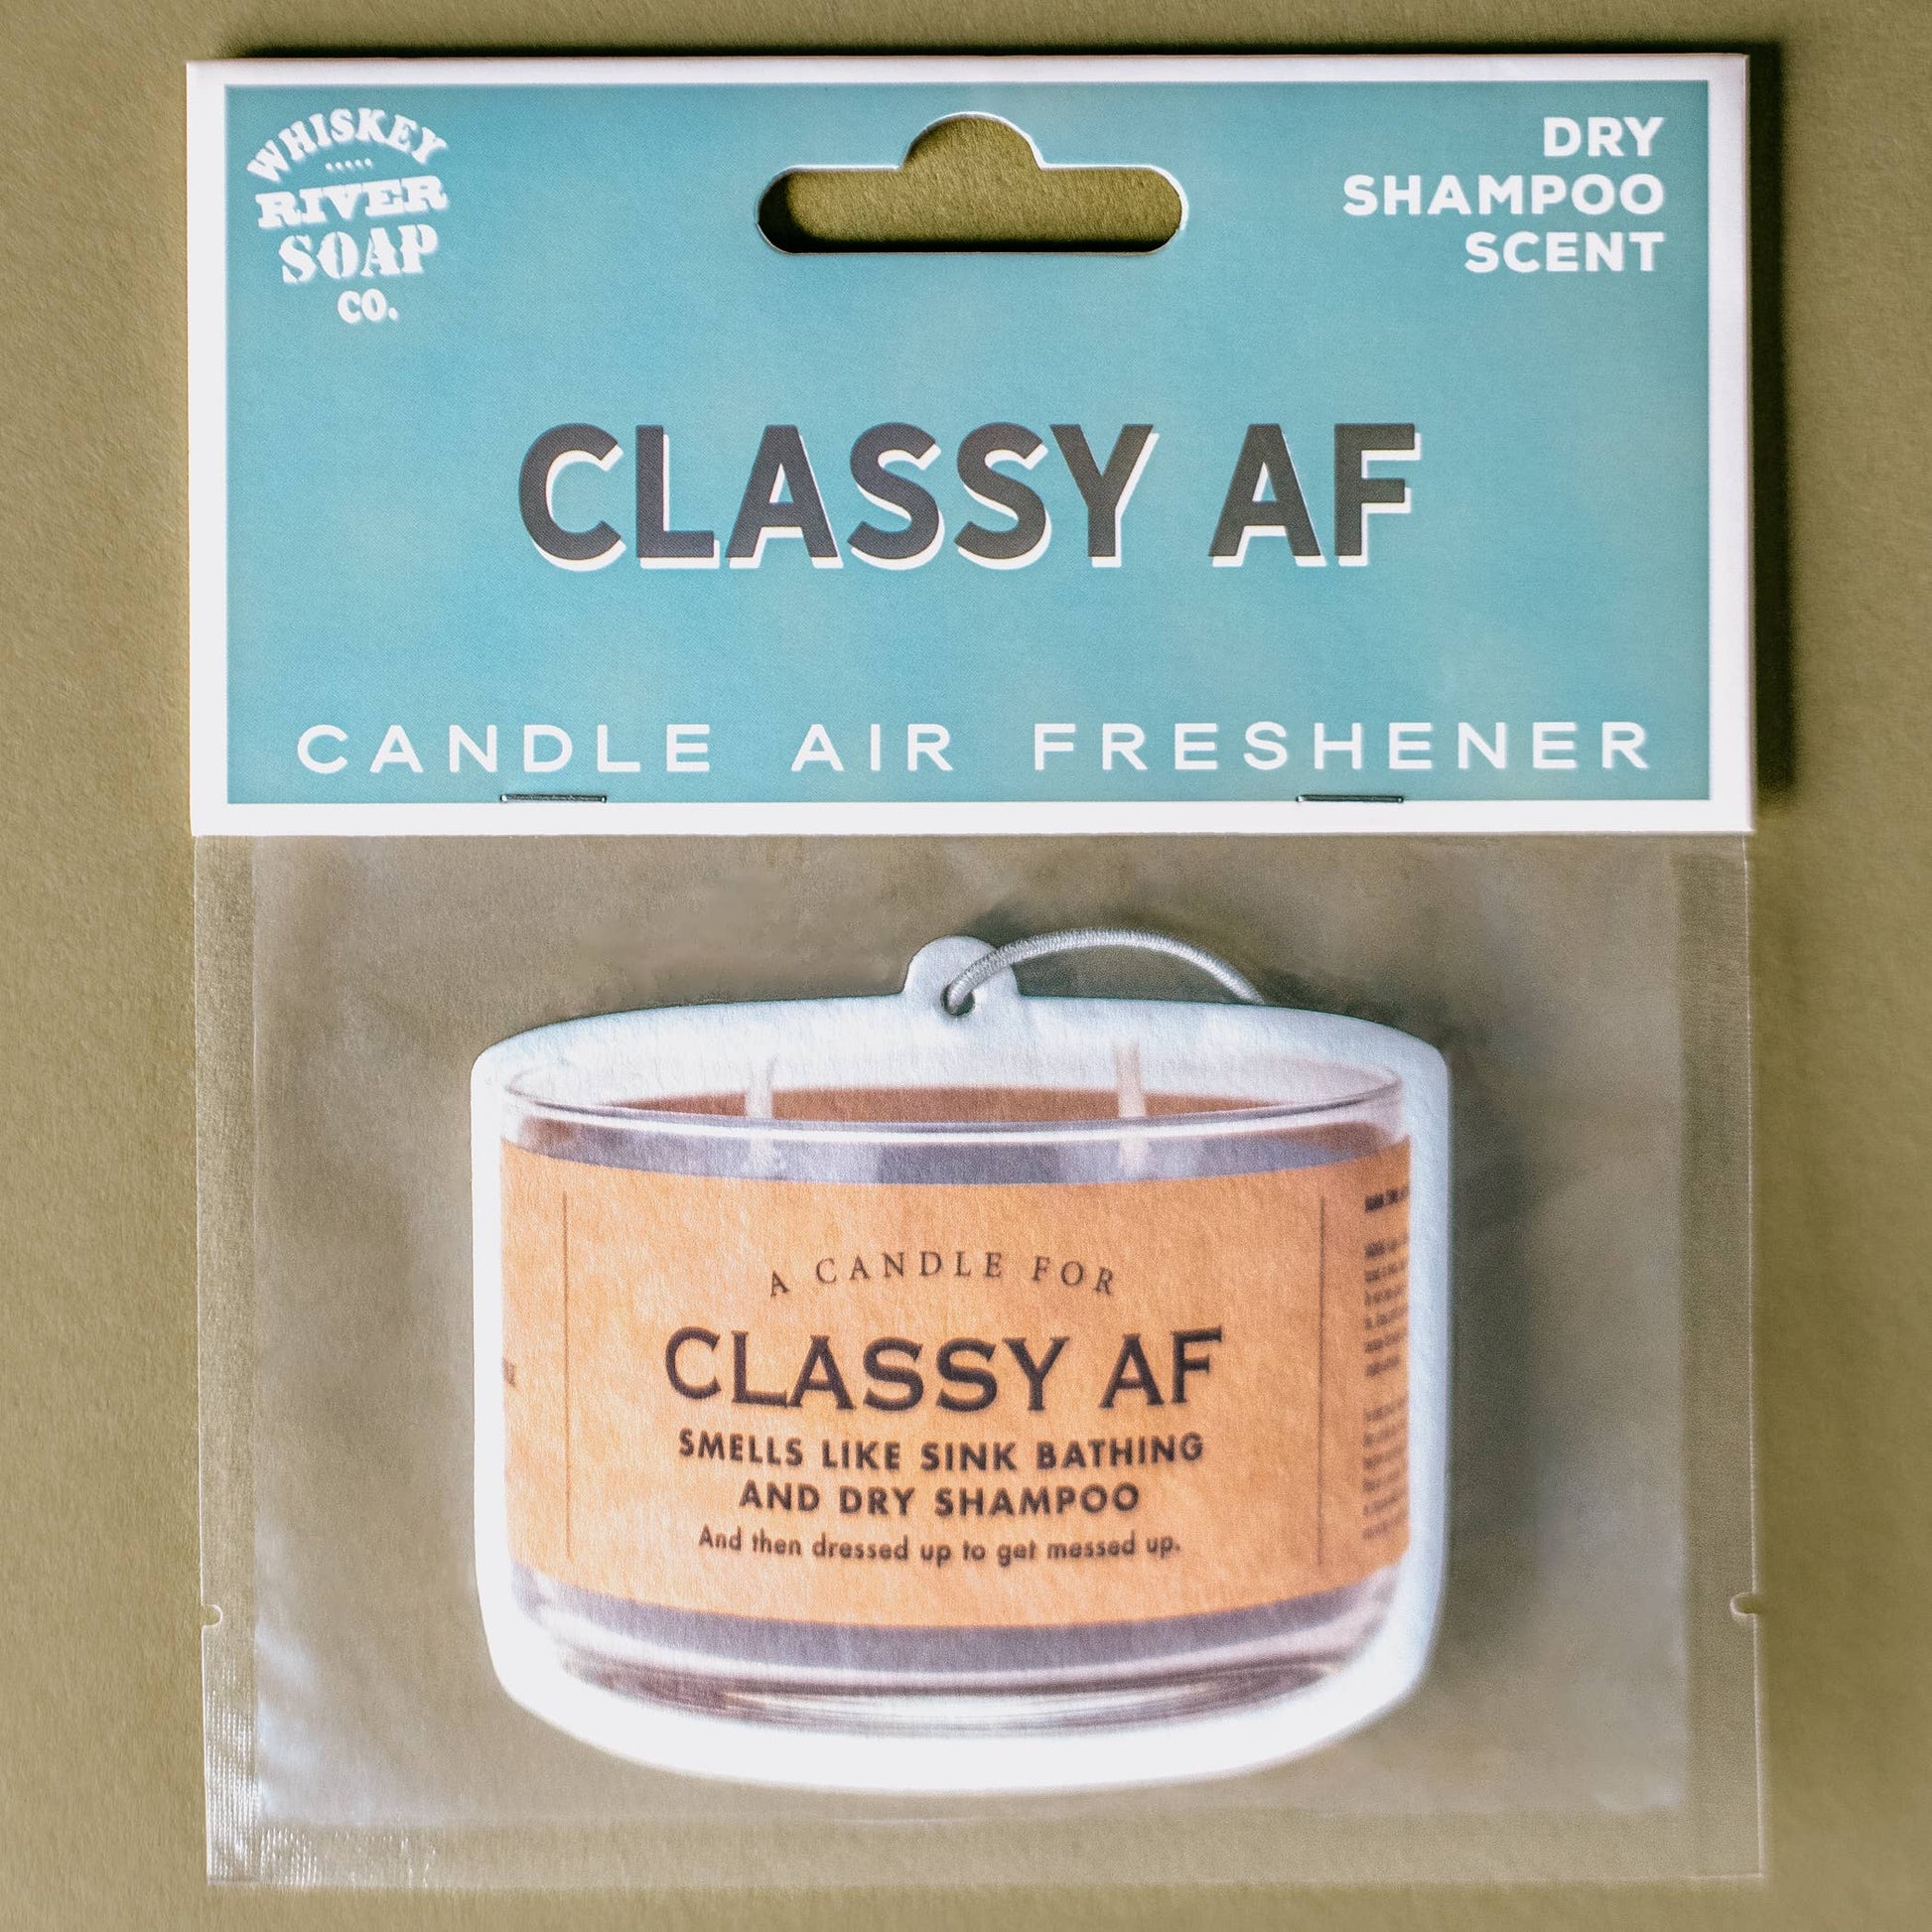 WHISKEY
RIVER
SOAP
CO.
DRY
SHAMPOO
SCENT
CLASSY AF
CANDLE AIR FRESHENER
A CANDLE FOR
CLASSY AF
SMELLS LIKE SINK BATHING
AND DRY SHAMPOO
And then dressed up to get messed up.